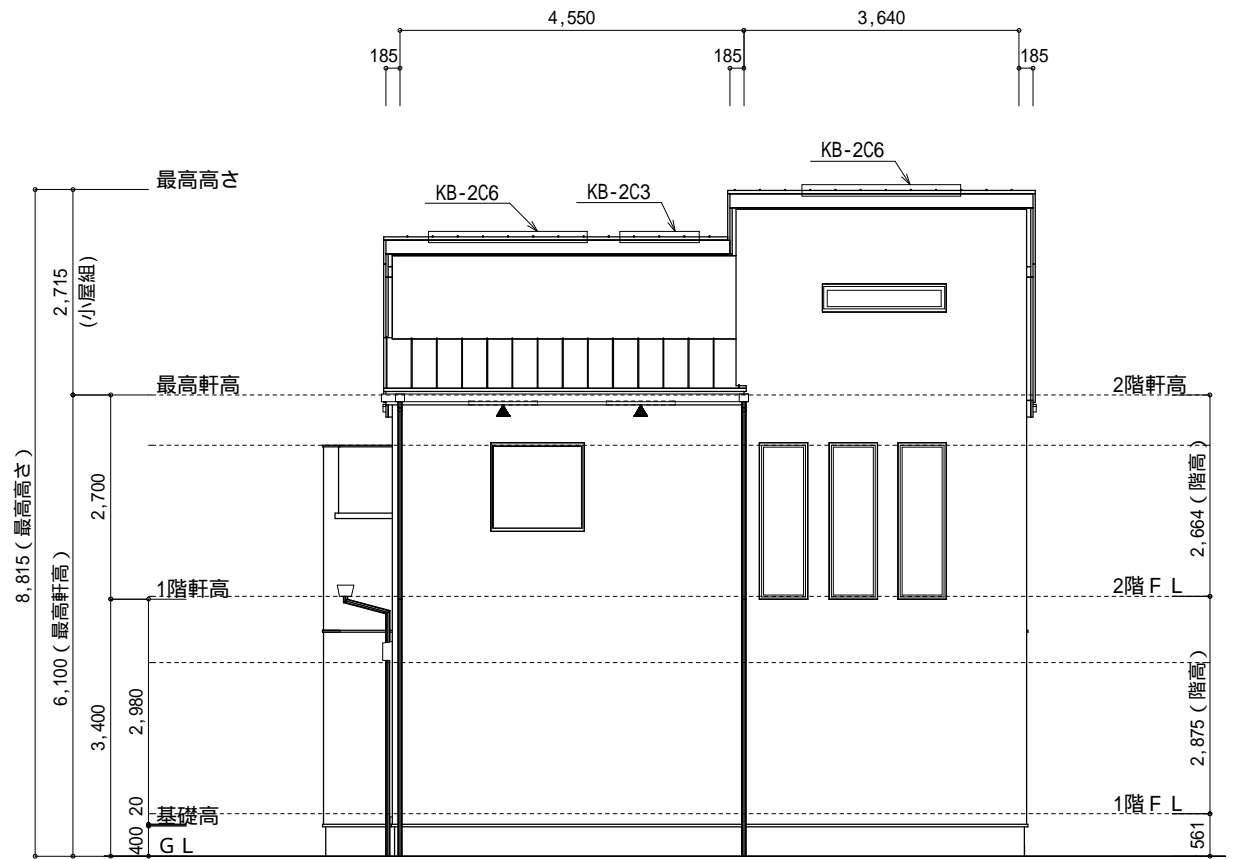 4,550
3,640
185
185
185
KB-2C6
最高高さ
KB-2C6
KB-2C3
2,715
(小屋組)
最高軒高
2階軒高
8,815(最高高さ)
6,100(最高軒高)
2,700
2,664(階高)
1階軒高
2階FL
3,400
2,980
2,875(階高)
20
基礎高
1階FL
400
GL
561